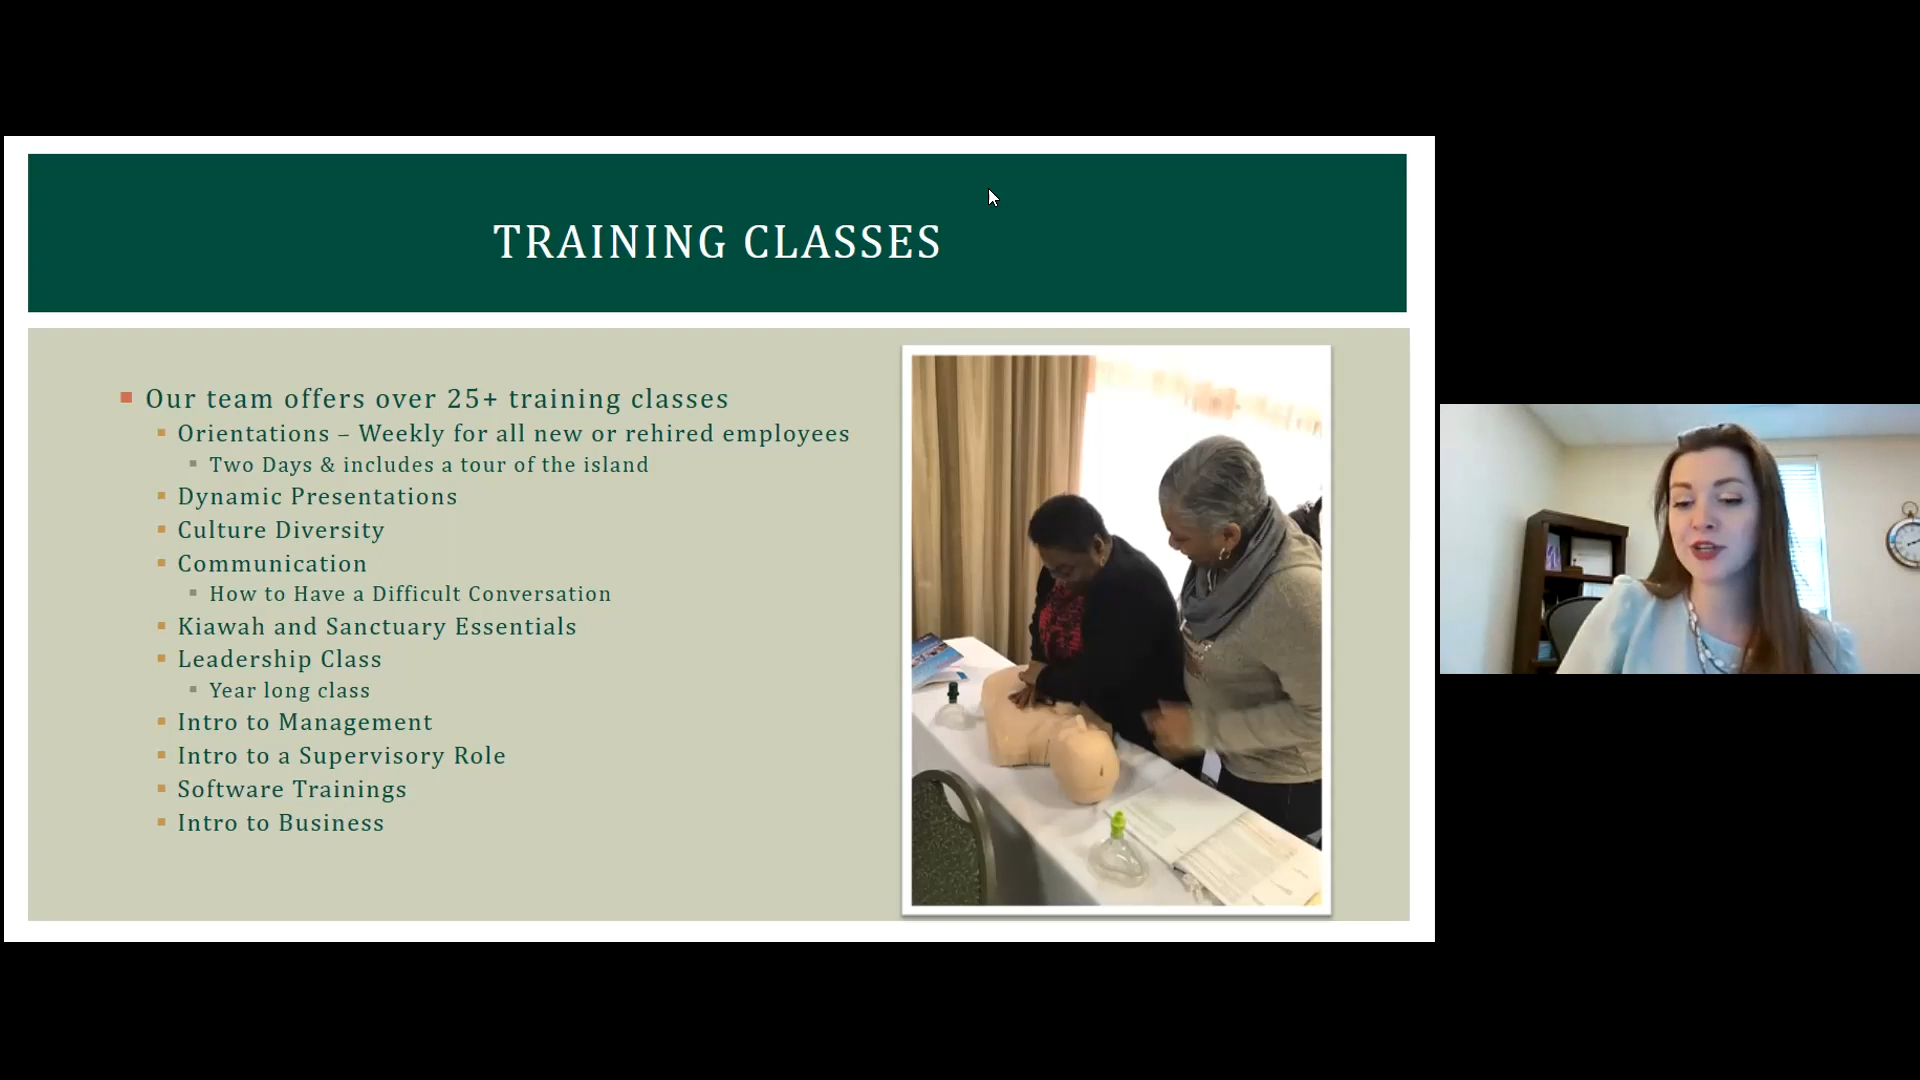 TRAINING CLASSES
Our team offers over 25+ training classes
Orientations – Weekly for all new or rehired employees
Two Days & includes a tour of the island
Dynamic Presentations
Culture Diversity
Communication
How to Have a Difficult Conversation
Kiawah and Sanctuary Essentials
Leadership Class
Year long class
Intro to Management
Intro to a Supervisory Role
Software Trainings
Intro to Business